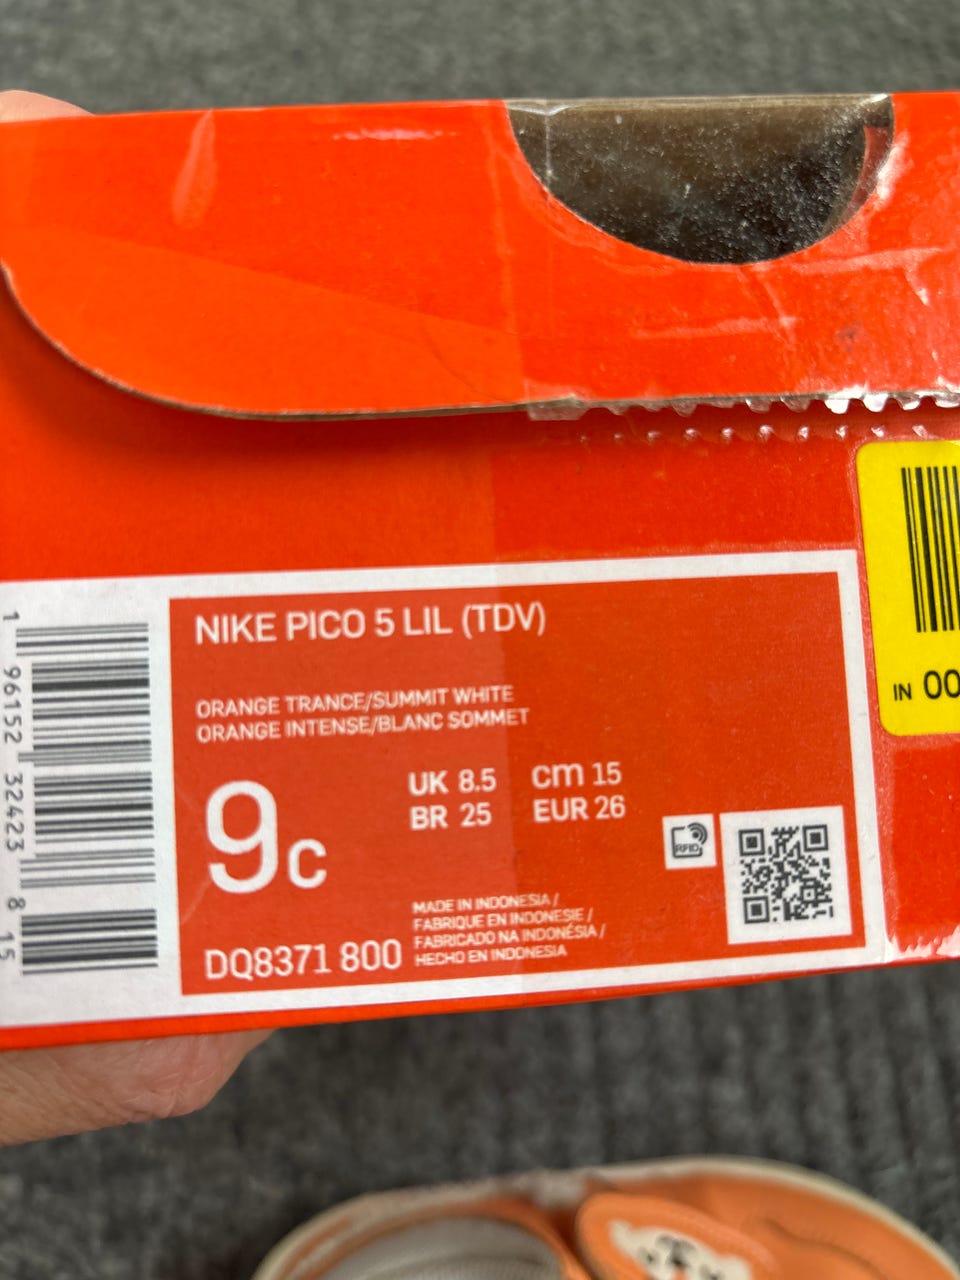 NIKE PICO 5 LIL (TDV)
ORANGE TRANCE/SUMMIT WHITE
ORANGE INTENSE/BLANC SOMMET
9c
UK 8.5 cm 15
BR 25 EUR 26
RFID
MADE IN INDONESIA /
FABRIQUE EN INDONESIE /
FABRICADO NA INDONÉSIA /
HECHO EN INDONESIA
DQ8371 800
1 96152 32423 8 15
IN 00